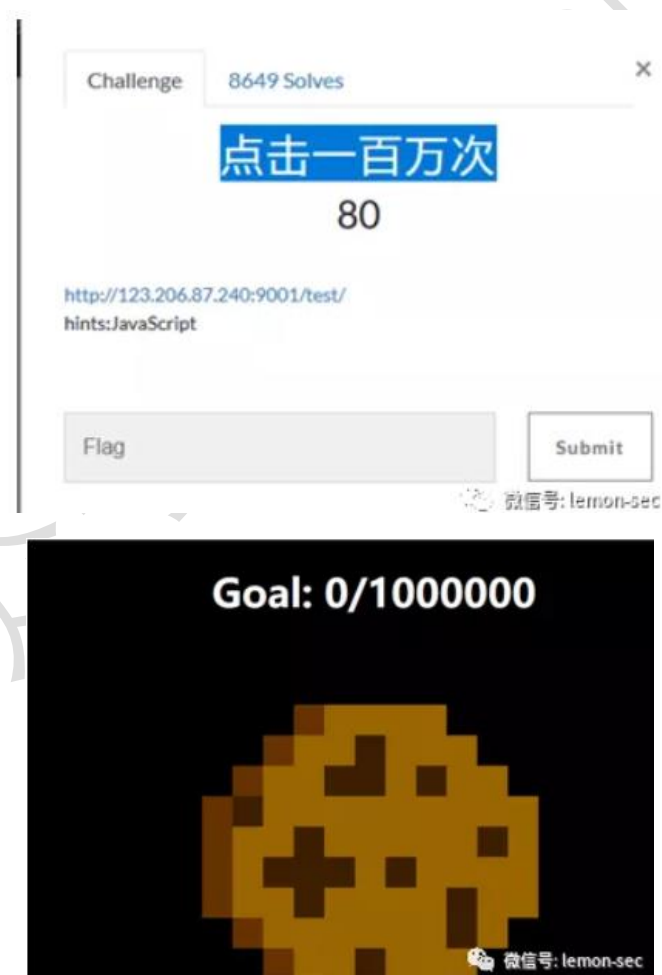 Challenge
8649 Solves
×
点击一百万次
80
http://123.206.87.240:9001/test/
hints:JavaScript
Flag
Submit
微信号: lemon-sec
Goal: 0/1000000
微信号: lemon-sec